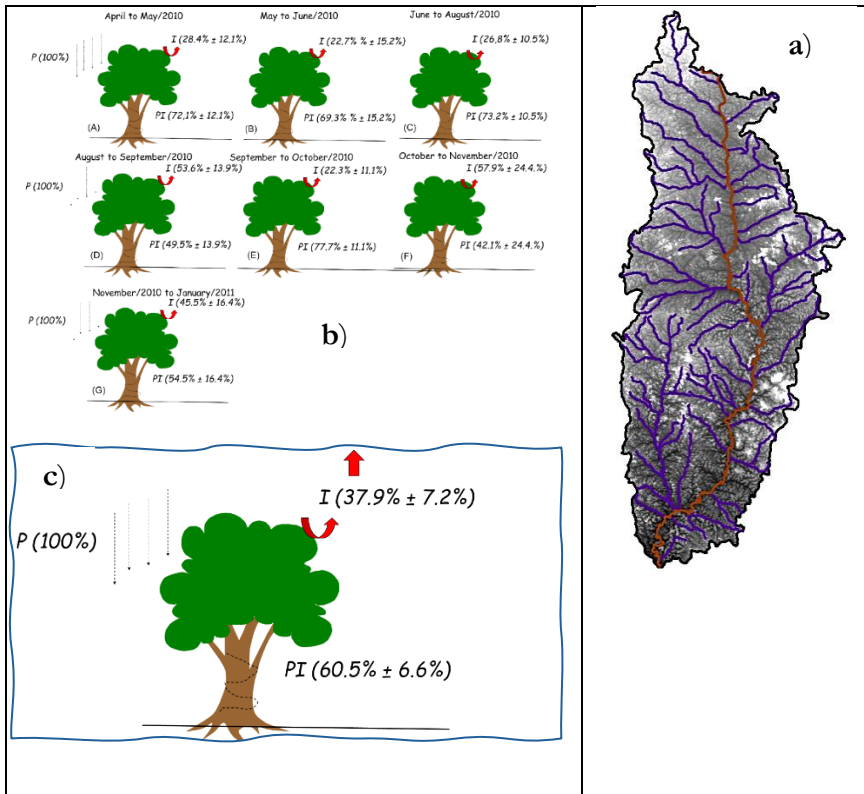 April to May/2010
I (28.4% ± 12,1%)
P (100%)
PI (72,1% ± 12.1%)
(A)
May to June/2010
I (22,7% % ± 15.2%)
PI (69.3% % ± 15.2%)
(B)
June to August/2010
I (26,8% ± 10.5%)
PI (73.2% ± 10.5%)
(C)
August to September/2010
I (53.6% ± 13.9%)
P (100%)
PI (49,5% ± 13.9%)
(D)
September to October/2010
I (22.3% ± 11.1%)
PI (77.7% ± 11.1%)
(E)
October to November/2010
I (57.9% ± 24.4.%)
PI (42.1% ± 24.4.%)
(F)
November/2010 to January/2011
I (45.5% ± 16.4%)
P (100%)
PI (54.5% ± 16.4%)
(G)
b)
c)
I (37.9% ± 7.2%)
P (100%)
PI (60.5% ± 6.6%)
a)